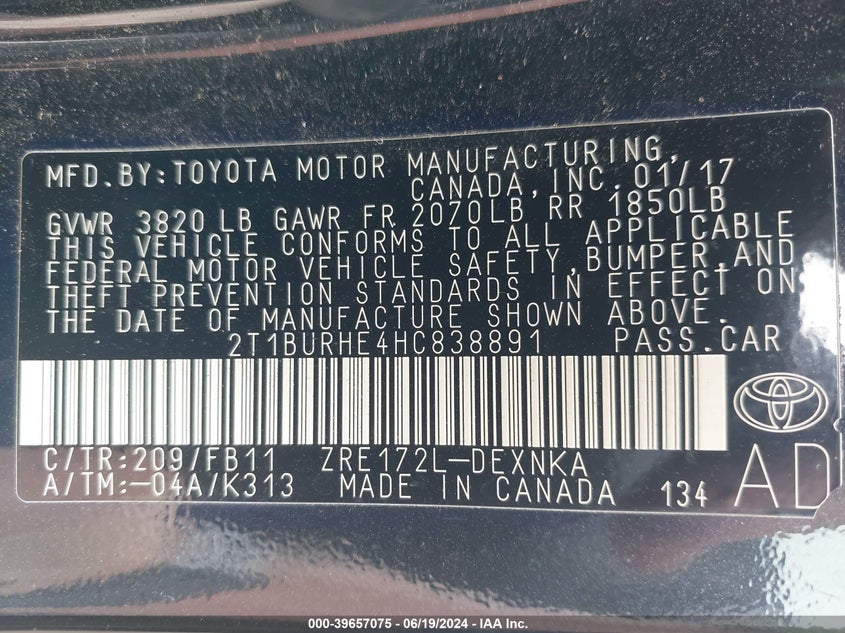 MFD.BY:TOYOTA MOTOR MANUFACTURING,
CANADA,INC.01/17
GVWR 3820 LB GAWR FR 2070LB RR 1850LB
THIS VEHICLE CONFORMS TO ALL APPLICABLE
FEDERAL MOTOR VEHICLE SAFETY,BUMPER,AND
THEFT PREVENTION STANDARDS IN EFFECT ON
THE DATE OF MANUFACTURE SHOWN ABOVE.
2T1BURHE4HC838891 PASS.CAR
C/TR:209/FB11 ZRE172L-DEXNKA
A/TM:-04A/K313 MADE IN CANADA 134
AD
000-39657075 - 06/19/2024 - IAA Inc.